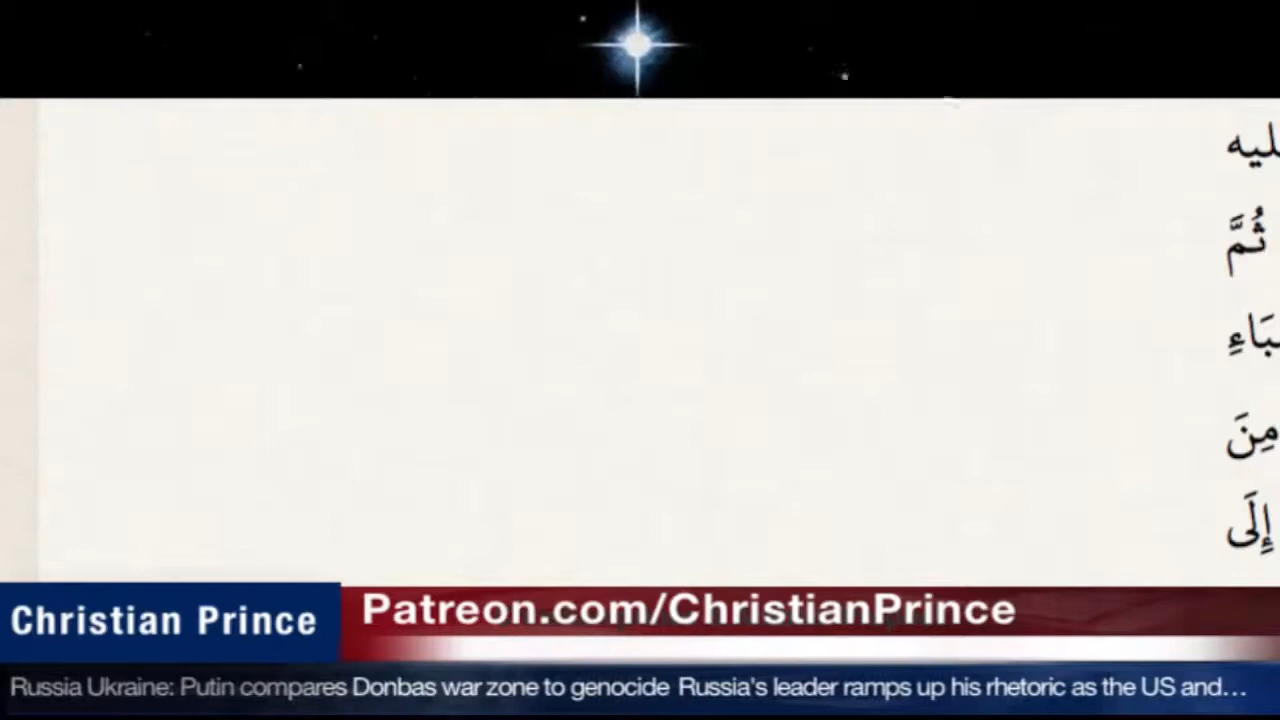 ثُمَّ
مِنَ
إِلَى
Christian Prince
Patreon.com/ChristianPrince
Russia Ukraine: Putin compares Donbas war zone to genocide Russia's leader ramps up his rhetoric as the US and…